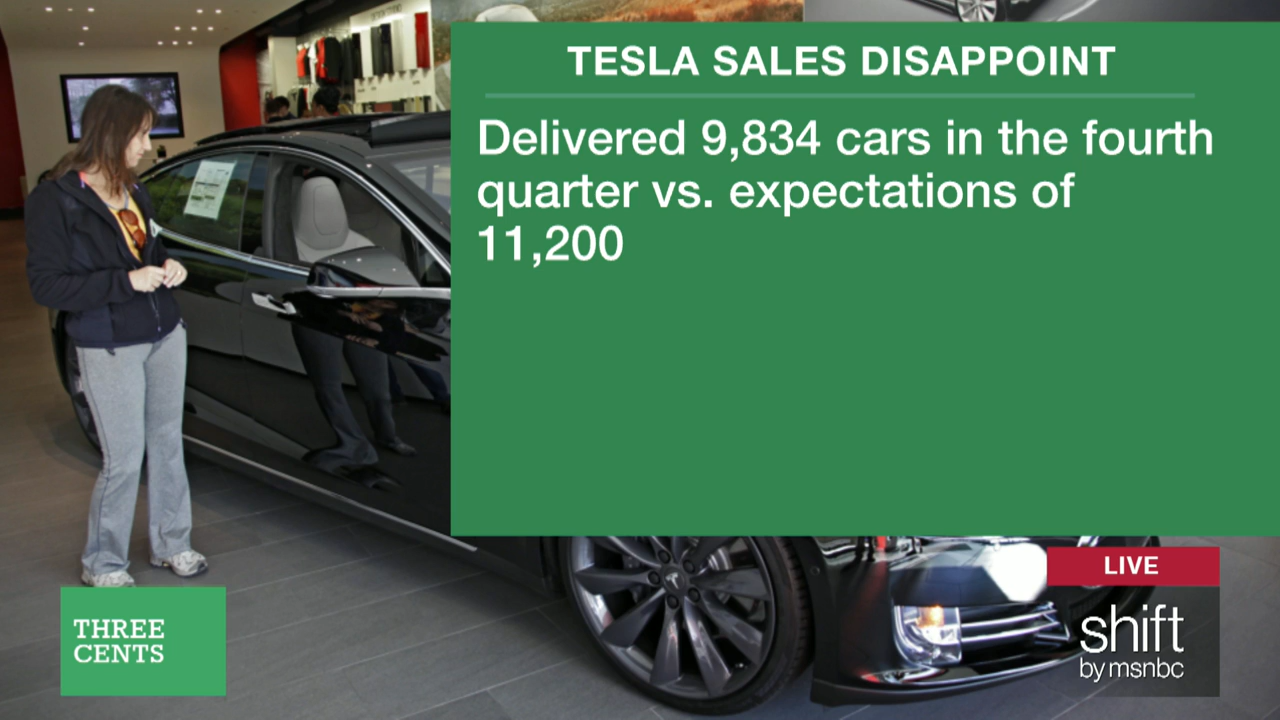 TESLA SALES DISAPPOINT
Delivered 9,834 cars in the fourth
quarter vs. expectations of
11,200
LIVE
shift
by msnbc
THREE
CENTS